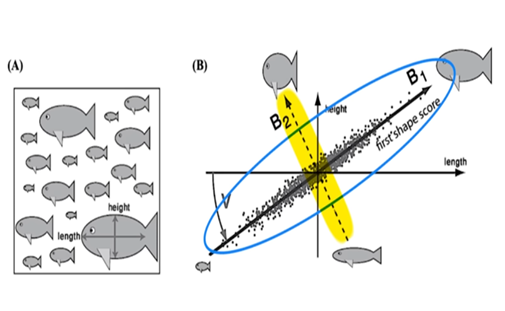 (A)
(B)
height
length
B₁
B₂
height
first shape score
length
V